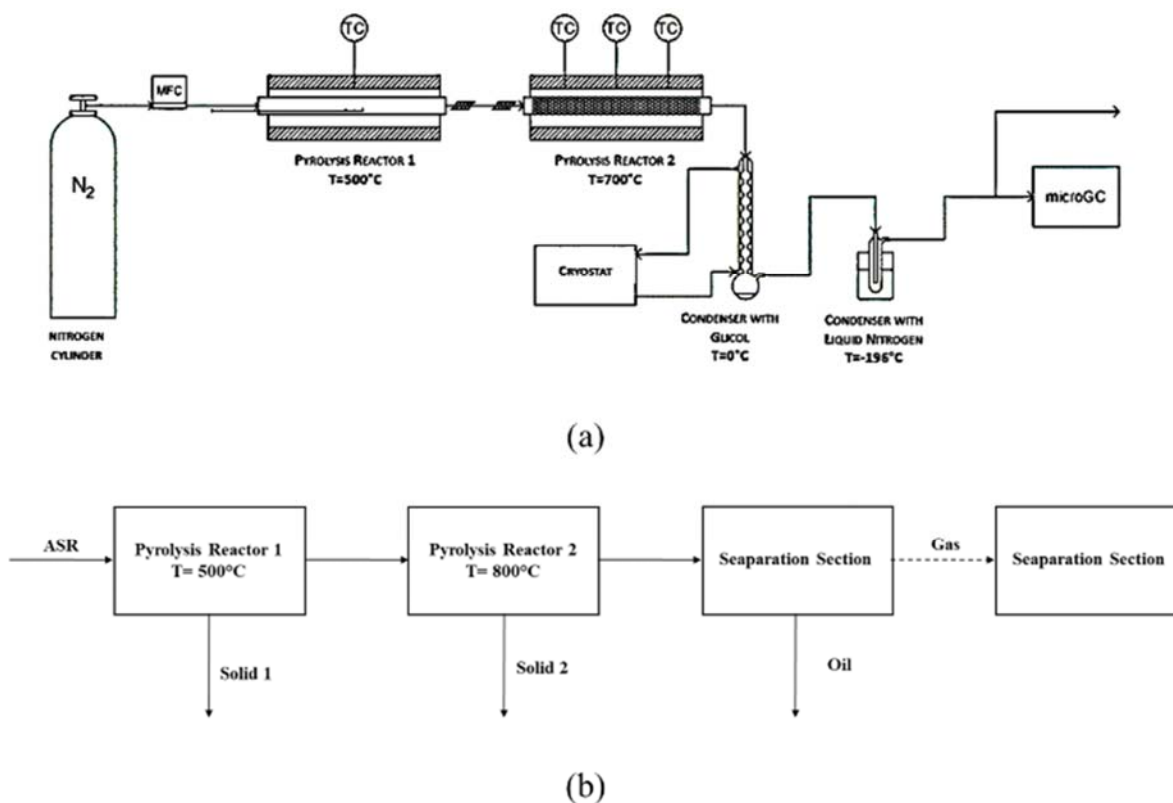 TC
TC
TC
TC
MFC
N2
PYROLYSIS REACTOR 1
T=500°C
PYROLYSIS REACTOR 2
T=700°C
microGC
CRYOSTAT
NITROGEN
CYLINDER
CONDENSER WITH
GLICOL
T=0°C
CONDENSER WITH
LIQUID NITROGEN
T=-196°C
(a)
ASR
Pyrolysis Reactor 1
T= 500°C
Pyrolysis Reactor 2
T= 800°C
Seaparation Section
Gas
Seaparation Section
Solid 1
Solid 2
Oil
(b)